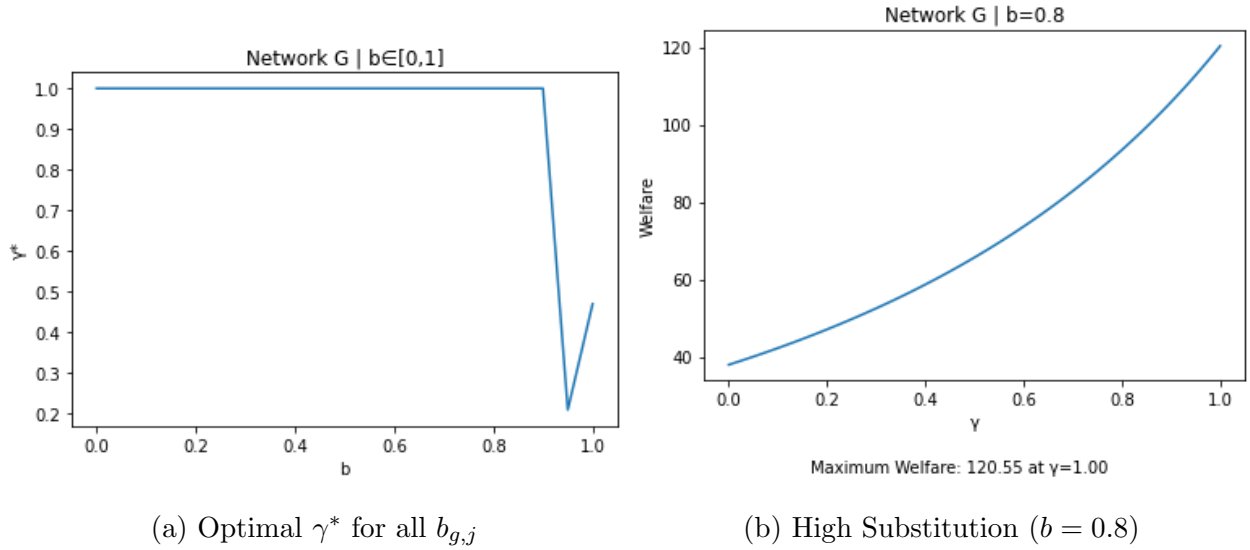 Network G | b∈[0,1]
γ*
1.0
0.9
0.8
0.7
0.6
0.5
0.4
0.3
0.2
0.0 0.2 0.4 0.6 0.8 1.0
b
(a) Optimal γ* for all b_{g,j}
Network G | b=0.8
Welfare
120
100
80
60
40
0.0 0.2 0.4 0.6 0.8 1.0
γ
Maximum Welfare: 120.55 at γ=1.00
(b) High Substitution (b = 0.8)